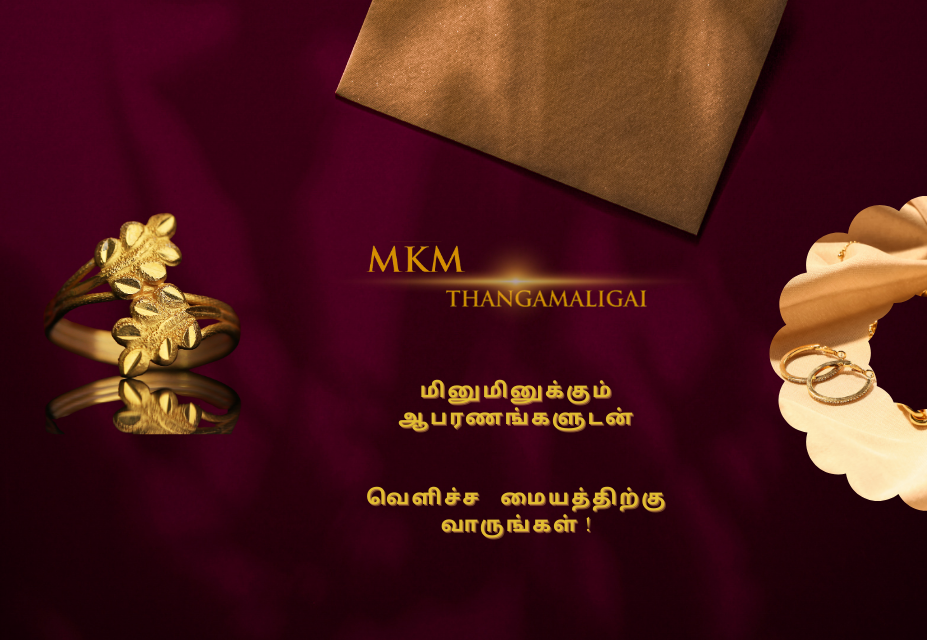 MKM
THANGAMALIGAI
மினுமினுக்கும்
ஆபரணங்களுடன்
வெளிச்ச மையத்திற்கு
வாருங்கள் !